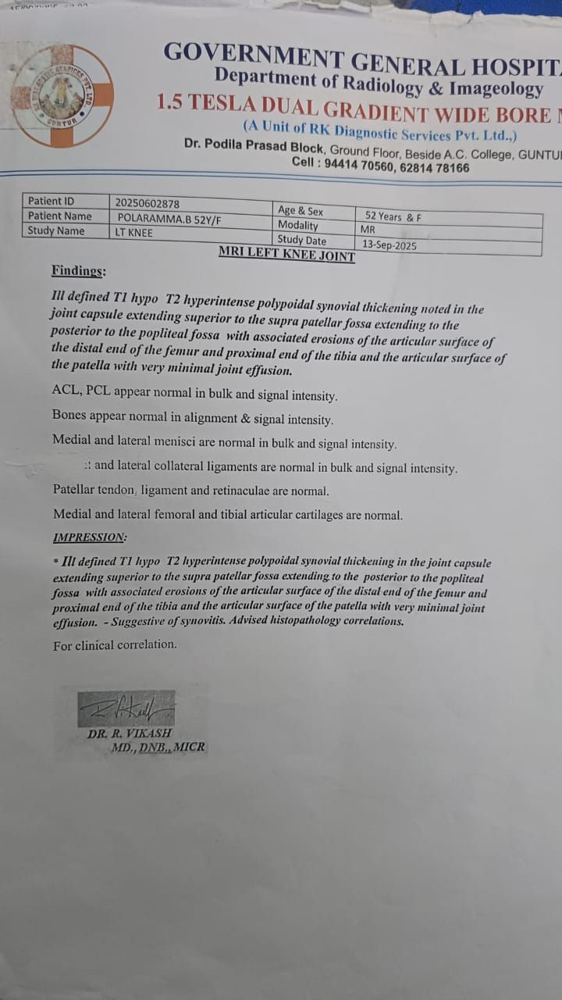 GOVERNMENT GENERAL HOSPITA
Department of Radiology & Imageology
1.5 TESLA DUAL GRADIENT WIDE BORE
(A Unit of RK Diagnostic Services Pvt. Ltd.,)
Dr. Podila Prasad Block, Ground Floor, Beside A.C. College, GUNTU
Cell : 94414 70560, 62814 78166
GUNTUR
Patient ID 20250602878 Age & Sex 52 Years & F
Patient Name POLARAMMA.B 52Y/F Modality MR
Study Name LT KNEE Study Date 13-Sep-2025
MRI LEFT KNEE JOINT
Findings:
Ill defined T1 hypo T2 hyperintense polypoidal synovial thickening noted in the
joint capsule extending superior to the supra patellar fossa extending to the
posterior to the popliteal fossa with associated erosions of the articular surface of
the distal end of the femur and proximal end of the tibia and the articular surface of
the patella with very minimal joint effusion.
ACL, PCL appear normal in bulk and signal intensity.
Bones appear normal in alignment & signal intensity.
Medial and lateral menisci are normal in bulk and signal intensity.
and lateral collateral ligaments are normal in bulk and signal intensity.
Patellar tendon, ligament and retinaculae are normal.
Medial and lateral femoral and tibial articular cartilages are normal.
IMPRESSION:
* Ill defined T1 hypo T2 hyperintense polypoidal synovial thickening in the joint capsule
extending superior to the supra patellar fossa extending to the posterior to the popliteal
fossa with associated erosions of the articular surface of the distal end of the femur and
proximal end of the tibia and the articular surface of the patella with very minimal joint
effusion. - Suggestive of synovitis. Advised histopathology correlations.
For clinical correlation.
DR. R. VIKASH
MD., DNB., MICR